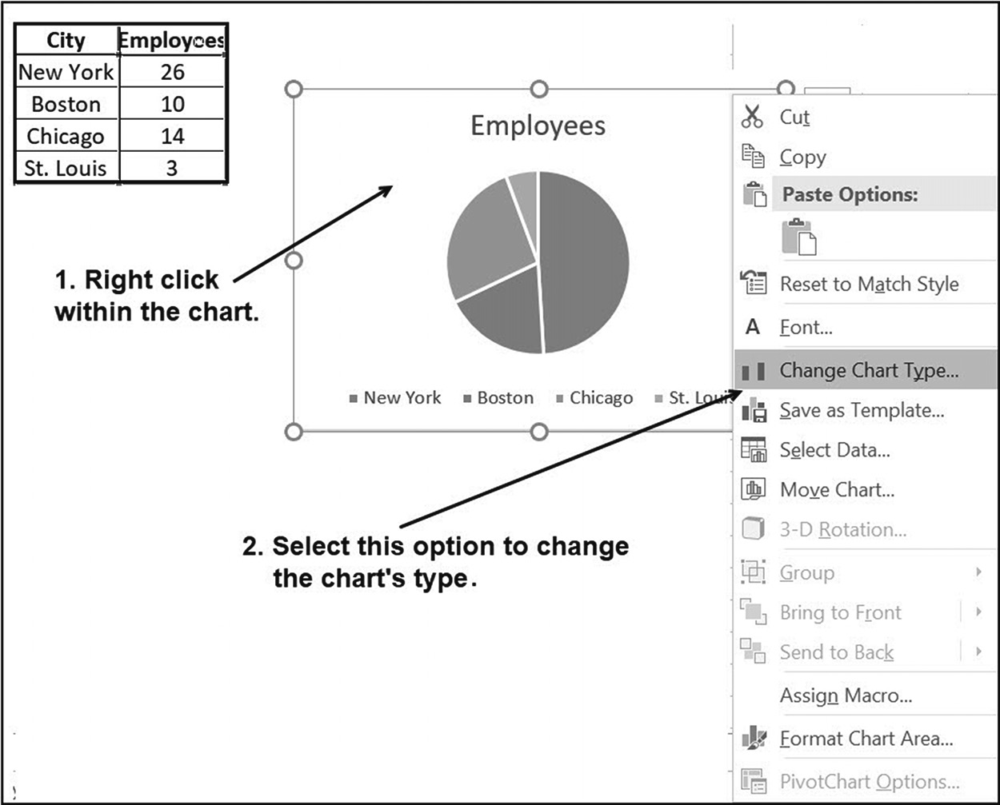 City Employees
New York 26
Boston 10
Chicago 14
St. Louis 3
Employees
1. Right click
within the chart.
New York Boston Chicago St. Louis
2. Select this option to change
the chart's type.
Cut
Copy
Paste Options:
Reset to Match Style
A Font...
Change Chart Type...
Save as Template...
Select Data...
Move Chart...
3-D Rotation...
Group
Bring to Front
Send to Back
Assign Macro...
Format Chart Area...
PivotChart Options...